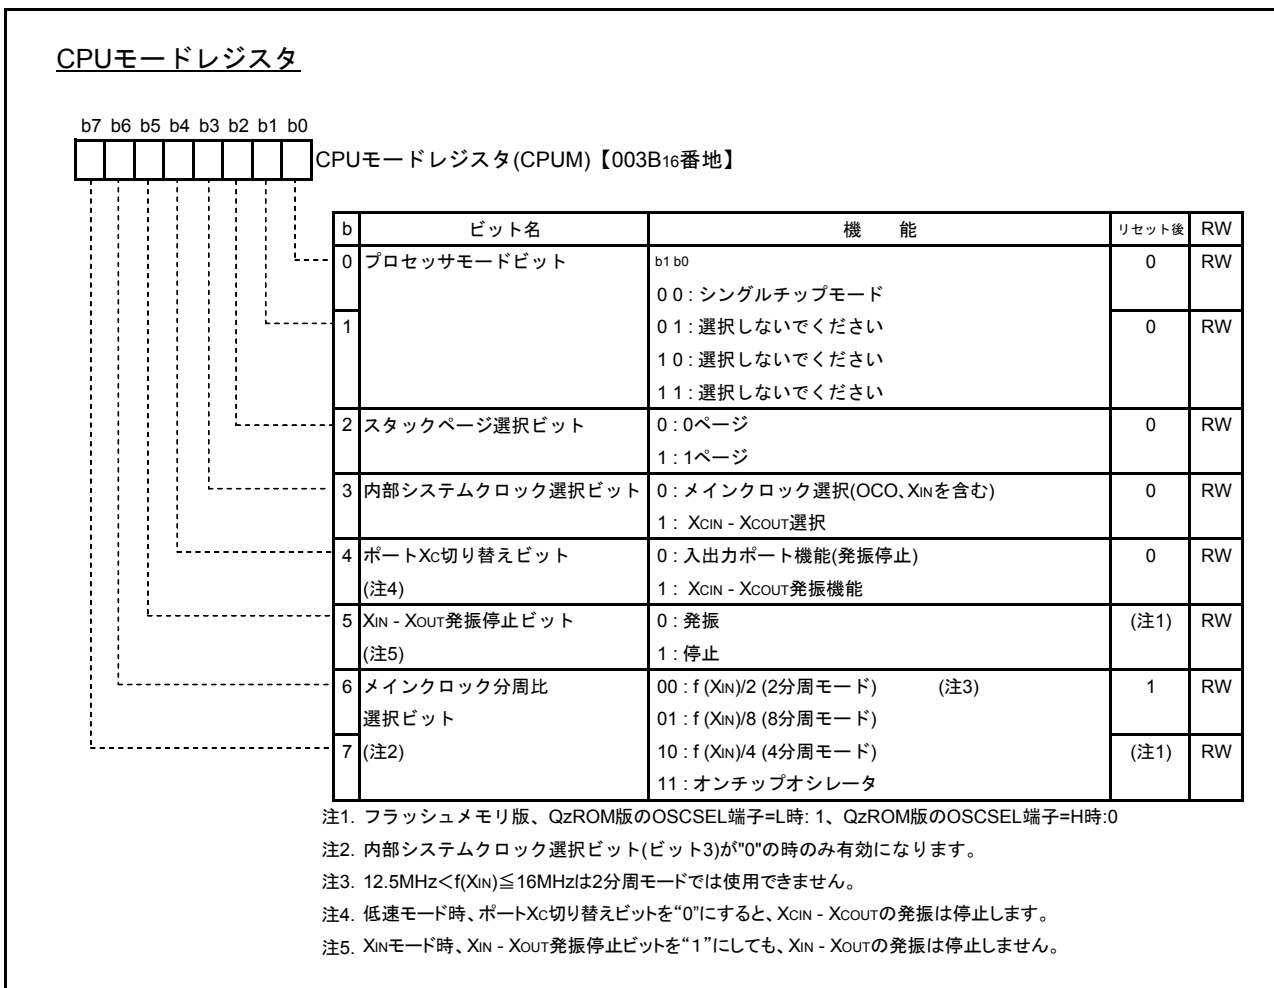 CPUモードレジスタ
b7 b6 b5 b4 b3 b2 b1 b0
CPUモードレジスタ(CPUM)【003B16番地】
b ビット名 機 能 リセット後 RW
0 プロセッサモードビット b1 b0 0 RW
0 0 : シングルチップモード
1 0 1 : 選択しないでください 0 RW
1 0 : 選択しないでください
1 1 : 選択しないでください
2 スタックページ選択ビット 0 : 0ページ 0 RW
1 : 1ページ
3 内部システムクロック選択ビット 0 : メインクロック選択(OCO、XINを含む) 0 RW
1 : XCIN - XCOUT選択
4 ポートXC切り替えビット 0 : 入出力ポート機能(発振停止) 0 RW
(注4) 1 : XCIN - XCOUT発振機能
5 XIN - XOUT発振停止ビット 0 : 発振 (注1) RW
(注5) 1 : 停止
6 メインクロック分周比 00 : f (XIN)/2 (2分周モード) (注3) 1 RW
選択ビット 01 : f (XIN)/8 (8分周モード)
7 (注2) 10 : f (XIN)/4 (4分周モード) (注1) RW
11 : オンチップオシレータ
注1. フラッシュメモリ版、QzROM版のOSCSEL端子=L時: 1、QzROM版のOSCSEL端子=H時:0
注2. 内部システムクロック選択ビット(ビット3)が"0"の時のみ有効になります。
注3. 12.5MHz＜f(XIN)≦16MHzは2分周モードでは使用できません。
注4. 低速モード時、ポートXC切り替えビットを“0”にすると、XCIN - XCOUTの発振は停止します。
注5. XINモード時、XIN - XOUT発振停止ビットを“1”にしても、XIN - XOUTの発振は停止しません。